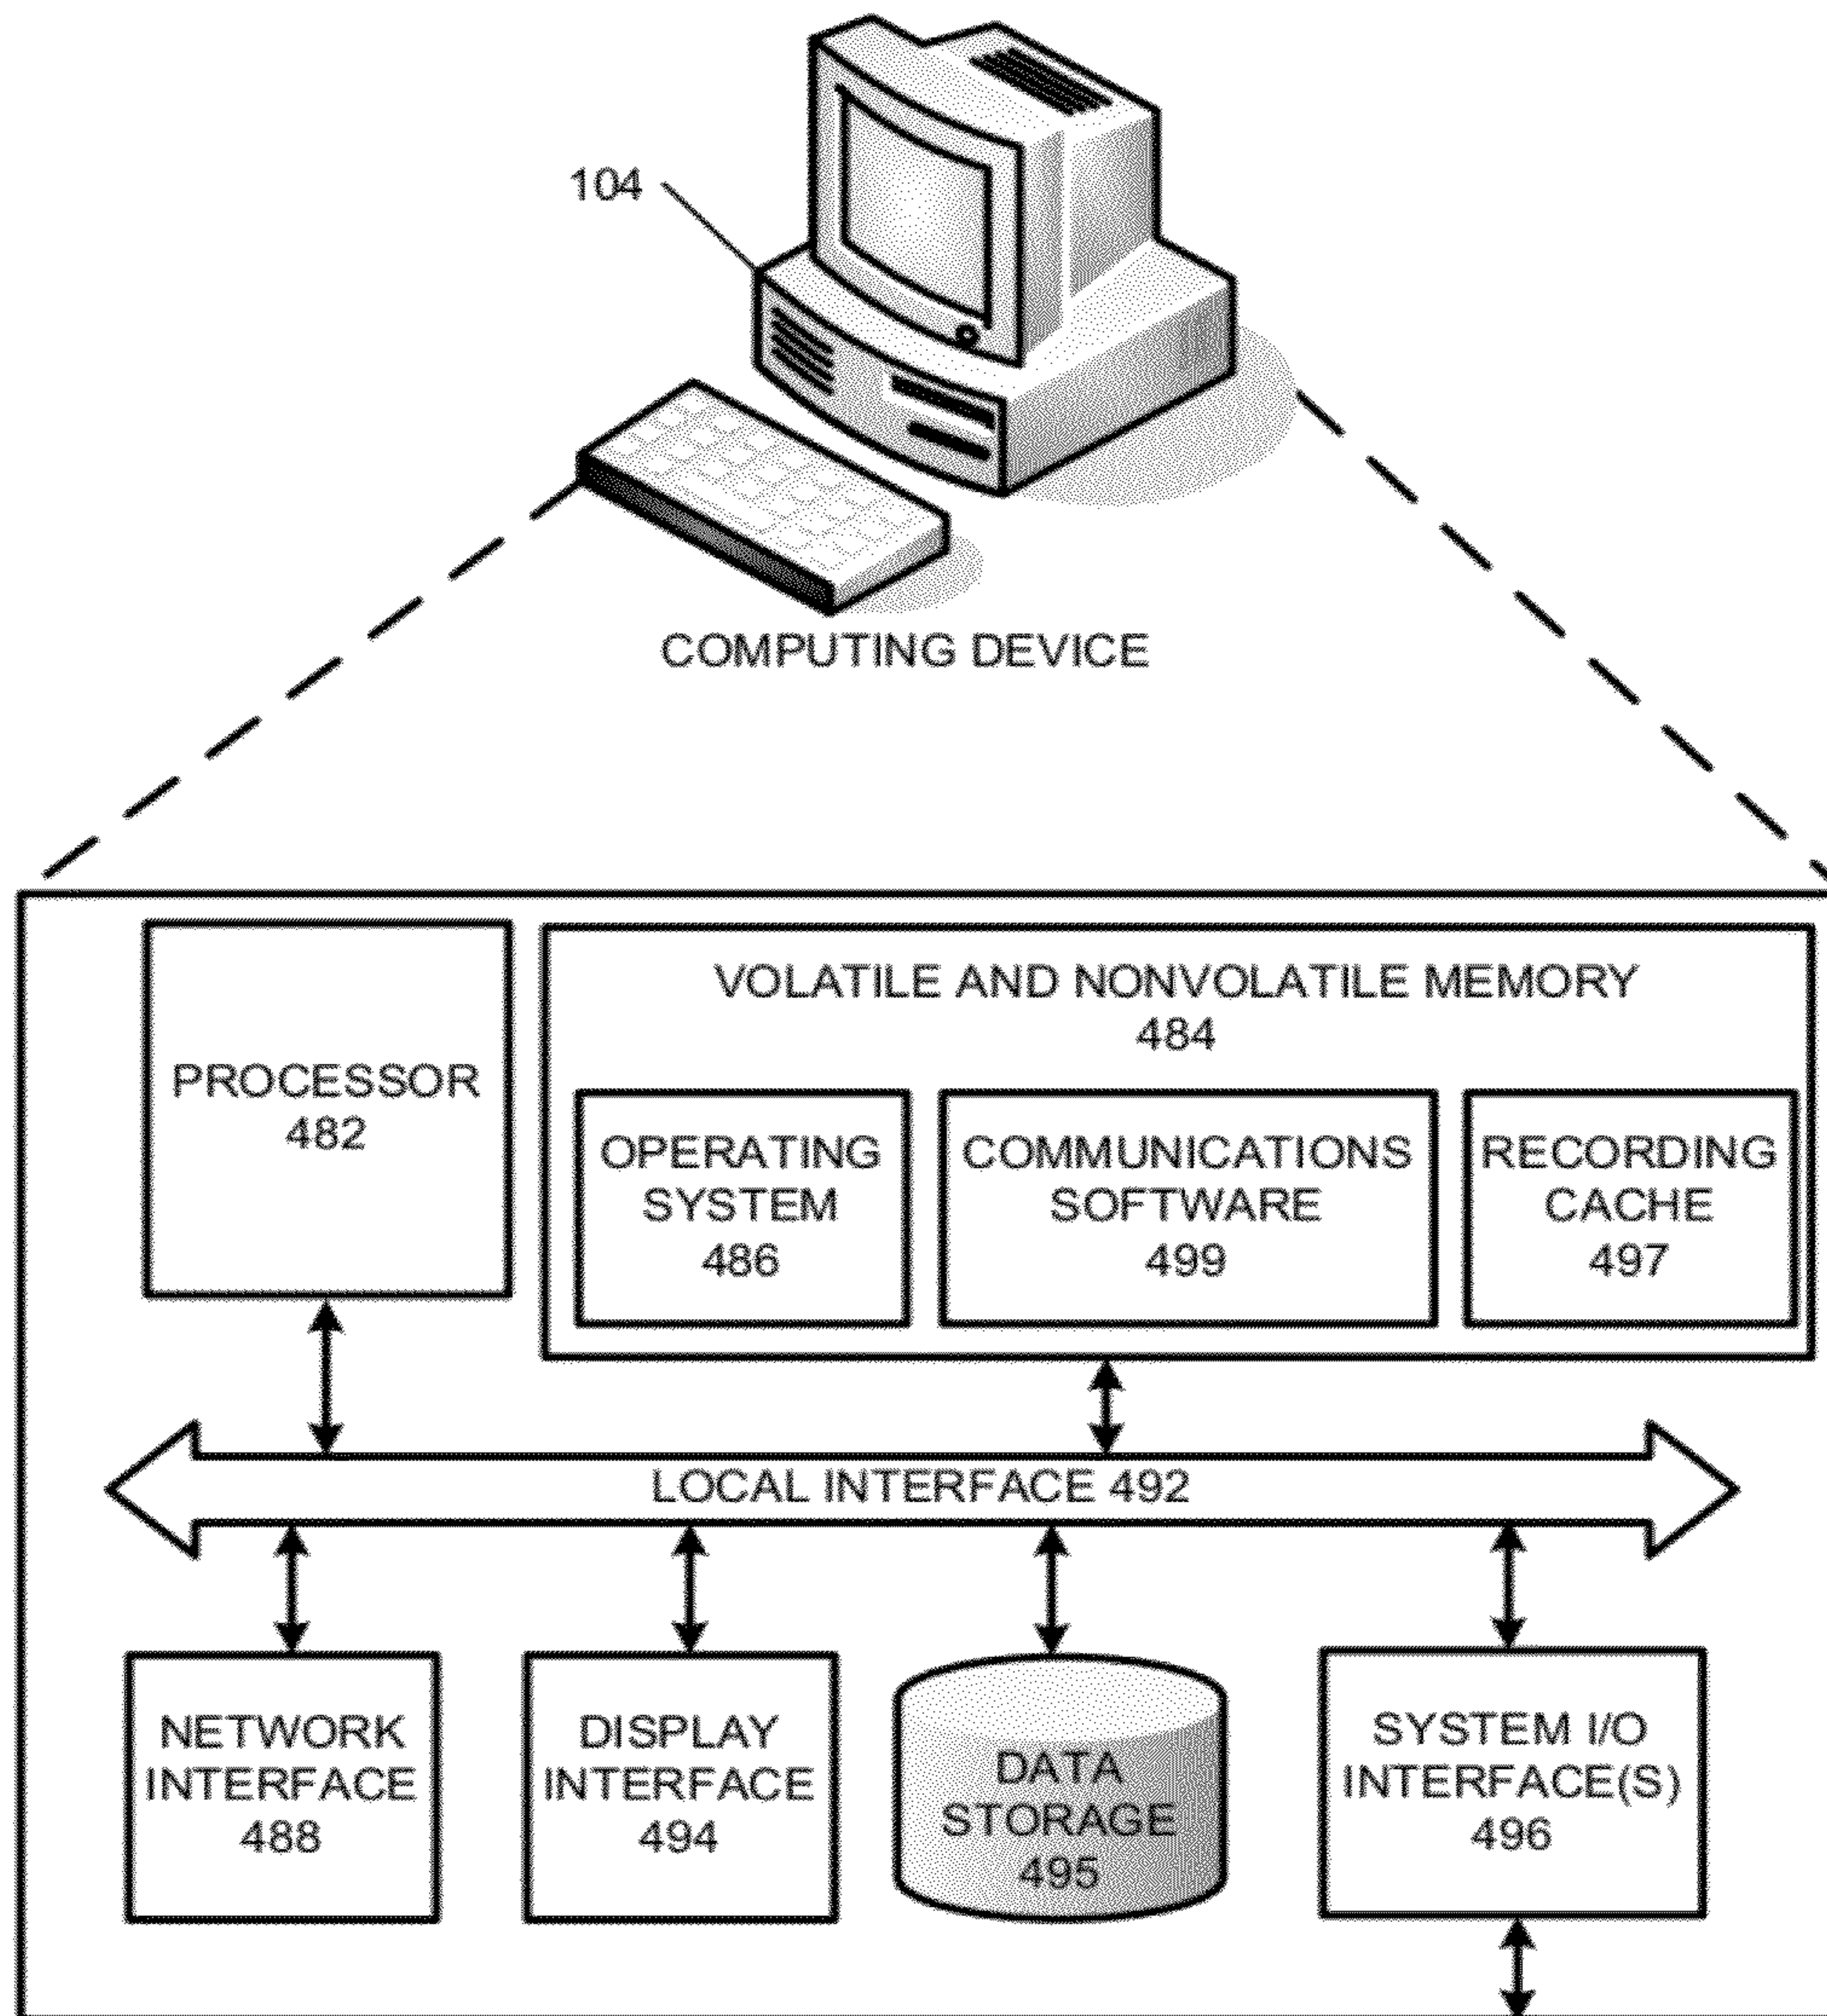 104
COMPUTING DEVICE
VOLATILE AND NONVOLATILE MEMORY
484
PROCESSOR
482
OPERATING
SYSTEM
486
COMMUNICATIONS
SOFTWARE
499
RECORDING
CACHE
497
LOCAL INTERFACE 492
NETWORK
INTERFACE
488
DISPLAY
INTERFACE
494
DATA
STORAGE
495
SYSTEM I/O
INTERFACE(S)
496